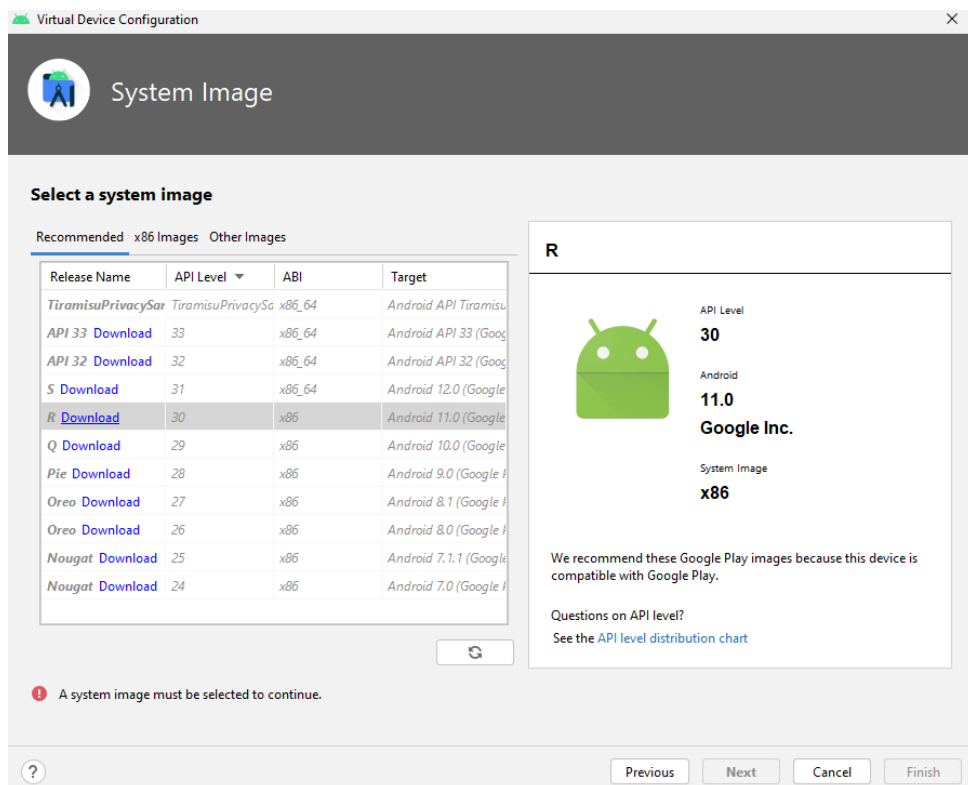 Virtual Device Configuration
System Image
Select a system image
Recommended x86 Images Other Images
Release Name API Level ABI Target
TiramisuPrivacySar TiramisuPrivacySa x86_64 Android API Tiramisu
API 33 Download 33 x86_64 Android API 33 (Goog
API 32 Download 32 x86_64 Android API 32 (Goog
S Download 31 x86_64 Android 12.0 (Google
R Download 30 x86 Android 11.0 (Google
Q Download 29 x86 Android 10.0 (Google
Pie Download 28 x86 Android 9.0 (Google P
Oreo Download 27 x86 Android 8.1 (Google P
Oreo Download 26 x86 Android 8.0 (Google P
Nougat Download 25 x86 Android 7.1.1 (Google
Nougat Download 24 x86 Android 7.0 (Google P
R
API Level
30
Android
11.0
Google Inc.
System Image
x86
We recommend these Google Play images because this device is
compatible with Google Play.
Questions on API level?
See the API level distribution chart
A system image must be selected to continue.
? Previous Next Cancel Finish